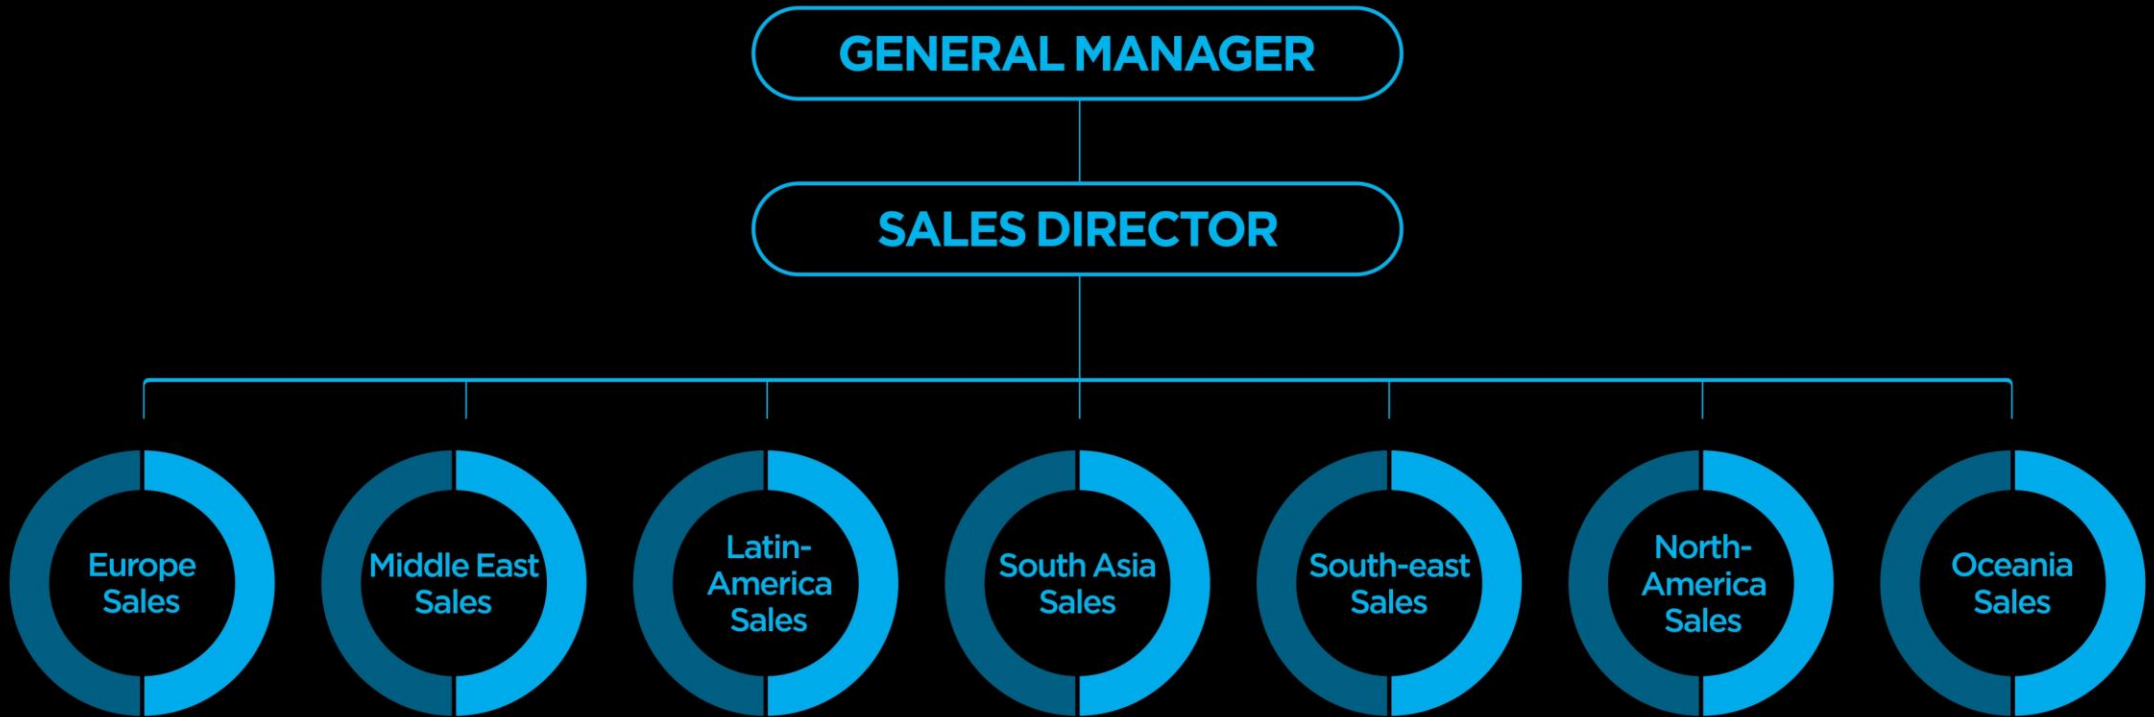 GENERAL MANAGER
SALES DIRECTOR
Europe
Sales
Middle East
Sales
Latin-
America
Sales
South Asia
Sales
South-east
Sales
North-
America
Sales
Oceania
Sales